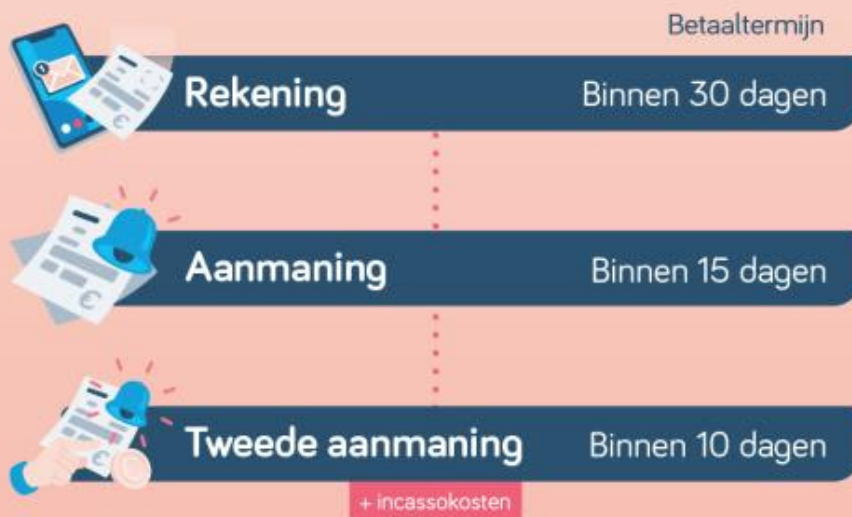 Betaaltermijn
Rekening Binnen 30 dagen
Aanmaning Binnen 15 dagen
Tweede aanmaning Binnen 10 dagen
+ incassokosten